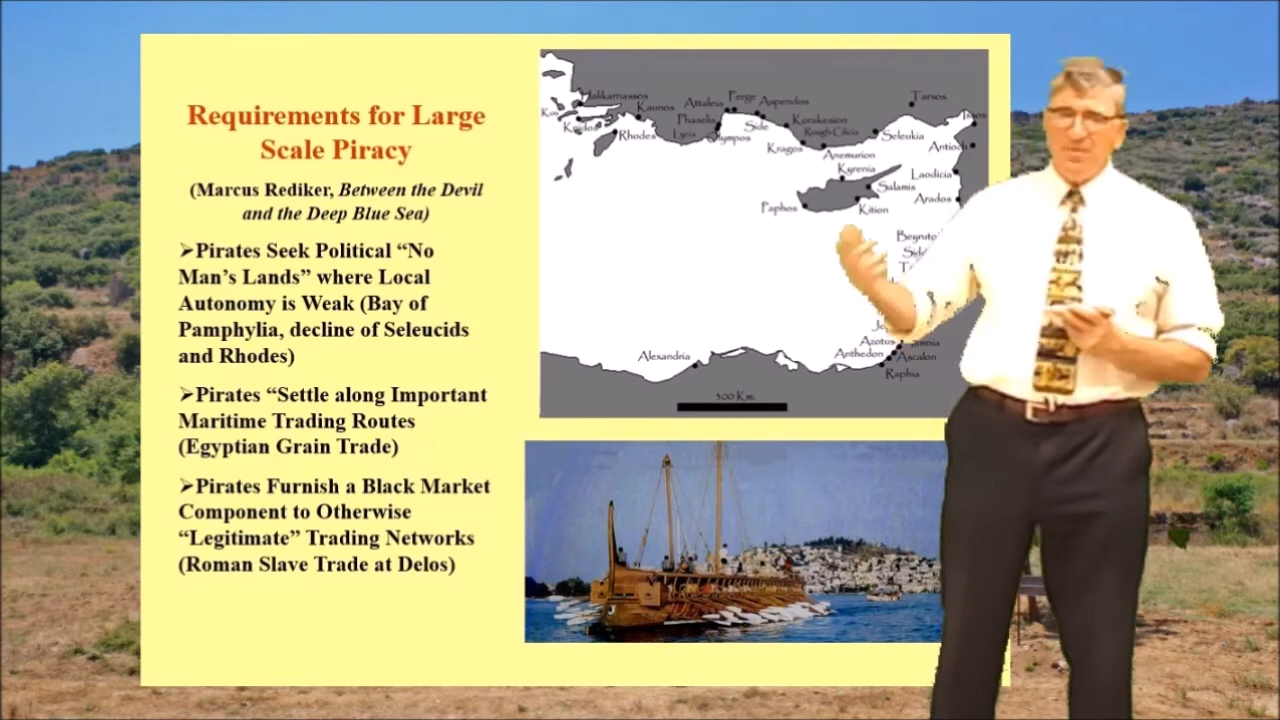 Requirements for Large
Scale Piracy
(Marcus Rediker, Between the Devil
and the Deep Blue Sea)
➢Pirates Seek Political “No
Man’s Lands” where Local
Autonomy is Weak (Bay of
Pamphylia, decline of Seleucids
and Rhodes)
➢Pirates “Settle along Important
Maritime Trading Routes
(Egyptian Grain Trade)
➢Pirates Furnish a Black Market
Component to Otherwise
“Legitimate” Trading Networks
(Roman Slave Trade at Delos)
Halikarnassos
Kos
Knidos
Kaunos
Rhodes
Lycia
Attaleia
Perge
Aspendos
Phaselis
Olympos
Side
Korakesion
Rough Cilicia
Kragos
Anemurion
Seleukia
Tarsos
Issos
Antioch
Kyrenia
Laodicia
Salamis
Arados
Paphos
Kition
Azotus
Anthedon
Ascalon
Raphia
Alexandria
300 Km.